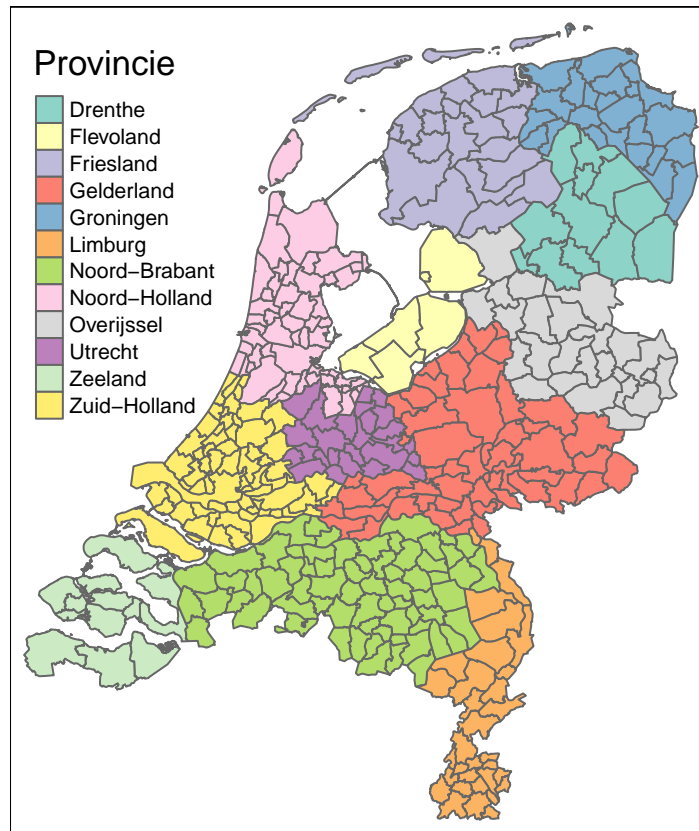 Provincie
Drenthe
Flevoland
Friesland
Gelderland
Groningen
Limburg
Noord−Brabant
Noord−Holland
Overijssel
Utrecht
Zeeland
Zuid−Holland